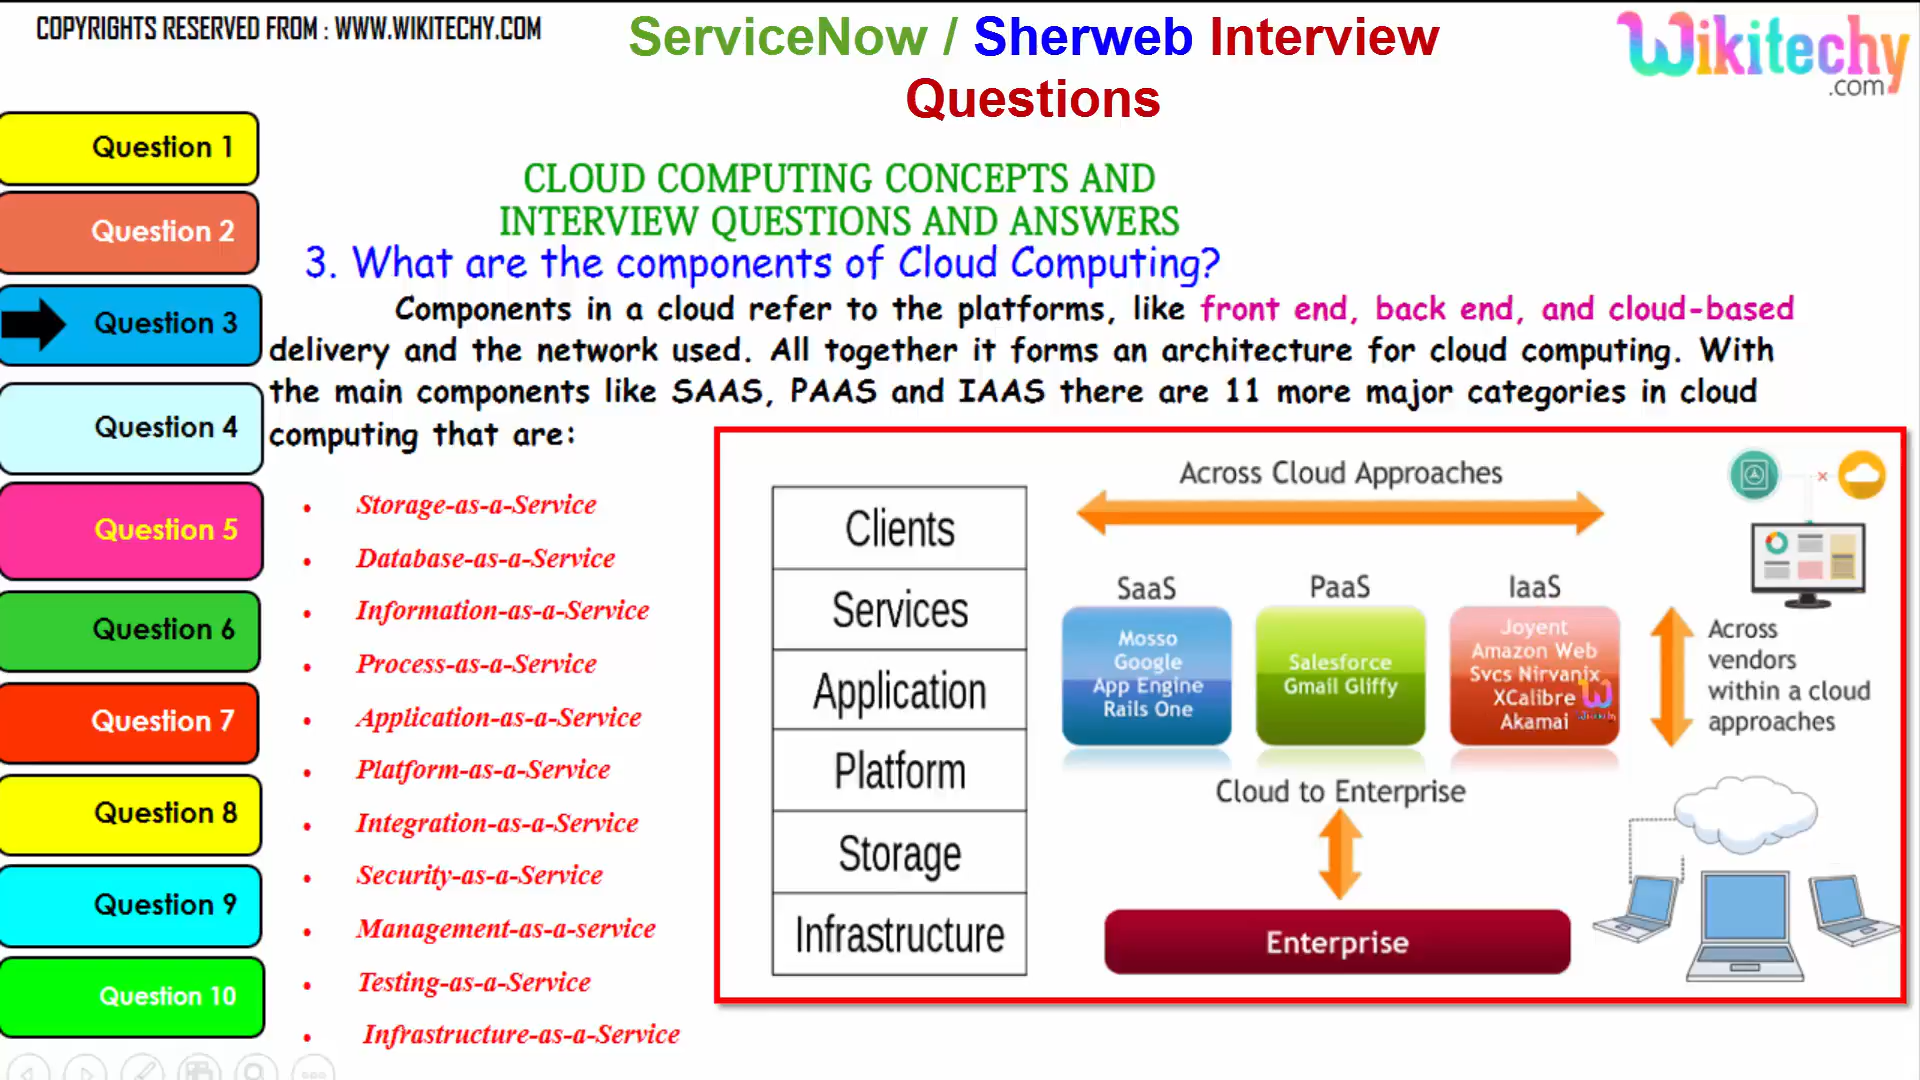 COPYRIGHTS RESERVED FROM : WWW.WIKITECHY.COM
ServiceNow / Sherweb Interview
Questions
Wikitechy
.com
Question 1
Question 2
Question 3
Question 4
Question 5
Question 6
Question 7
Question 8
Question 9
Question 10
CLOUD COMPUTING CONCEPTS AND
INTERVIEW QUESTIONS AND ANSWERS
3. What are the components of Cloud Computing?
Components in a cloud refer to the platforms, like front end, back end, and cloud-based
delivery and the network used. All together it forms an architecture for cloud computing. With
the main components like SAAS, PAAS and IAAS there are 11 more major categories in cloud
computing that are:
• Storage-as-a-Service
• Database-as-a-Service
• Information-as-a-Service
• Process-as-a-Service
• Application-as-a-Service
• Platform-as-a-Service
• Integration-as-a-Service
• Security-as-a-Service
• Management-as-a-service
• Testing-as-a-Service
• Infrastructure-as-a-Service
Clients
Services
Application
Platform
Storage
Infrastructure
Across Cloud Approaches
SaaS
Mosso
Google
App Engine
Rails One
PaaS
Salesforce
Gmail Gliffy
IaaS
Joyent
Amazon Web
Svcs Nirvanix
XCalibre
Akamai
Across
vendors
within a cloud
approaches
Cloud to Enterprise
Enterprise